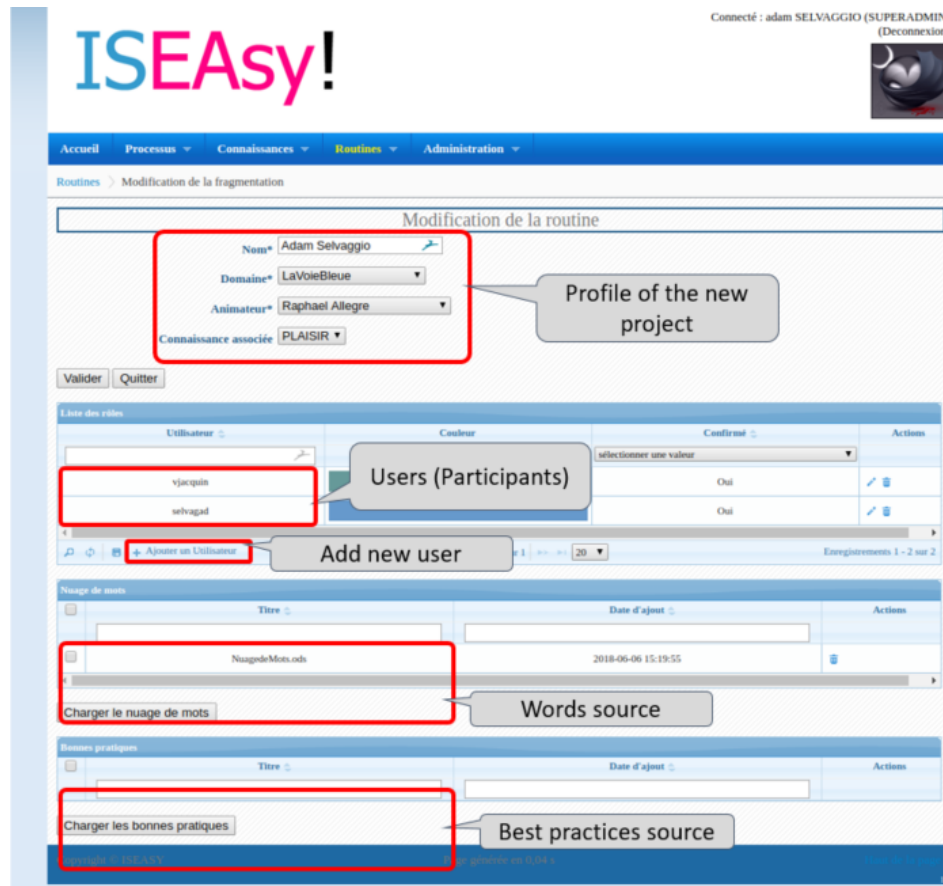 Connecté : adam SELVAGGIO (SUPERADMIN
(Deconnexion
ISEAsy!
Accueil Processus Connaissances Routines Administration
Routines Modification de la fragmentation
Modification de la routine
Nom* Adam Selvaggio
Domaine* LaVoieBleue
Animateur* Raphael Allegre
Connaissance associée PLAISIR
Profile of the new
project
Valider Quitter
Liste des rôles
Utilisateur Couleur Confirmé Actions
sélectionner une valeur
vjacquin Oui
selvagad Oui
Users (Participants)
+ Ajouter un Utilisateur 1 20 Enregistrements 1 - 2 sur 2
Add new user
Nuage de mots
Titre Date d'ajout Actions
NuagedeMots.ods 2018-06-06 15:19:55
Charger le nuage de mots
Words source
Bonnes pratiques
Titre Date d'ajout Actions
Charger les bonnes pratiques
Best practices source
Copyright © ISEASY générée en 0,04 s